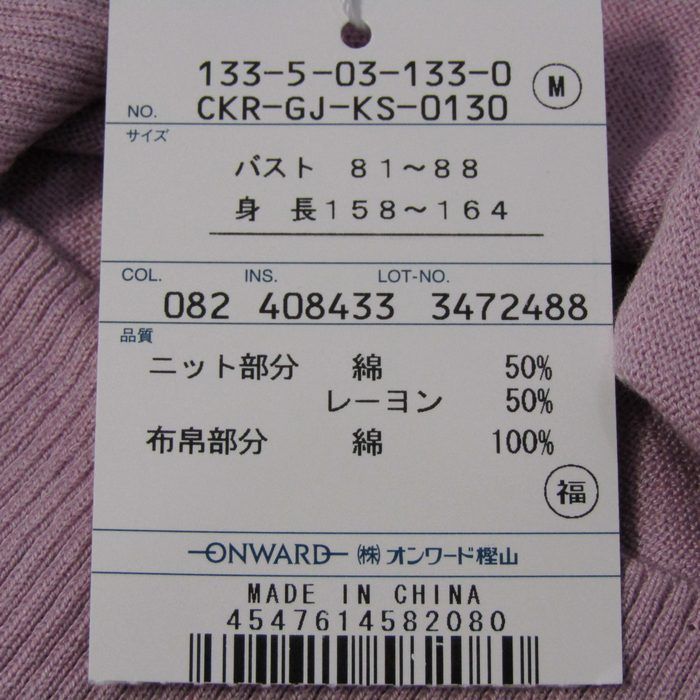 133-5-03-133-0 M
NO. CKR-GJ-KS-0130
サイズ
バスト 81~88
身 長158~164
COL. INS. LOT-NO.
082 408433 3472488
品質
ニット部分 綿 50%
レーヨン 50%
布帛部分 綿 100%
福
ONWARD ㈱オンワード樫山
MADE IN CHINA
4547614582080